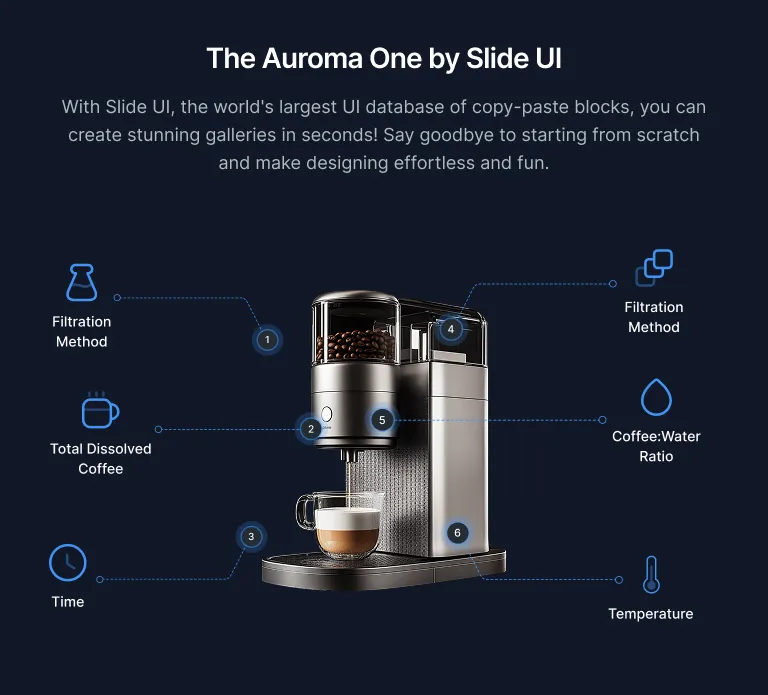 The Auroma One by Slide UI
With Slide UI, the world's largest UI database of copy-paste blocks, you can
create stunning galleries in seconds! Say goodbye to starting from scratch
and make designing effortless and fun.
Filtration
Method
1
4
Filtration
Method
Total Dissolved
Coffee
2
5
Coffee:Water
Ratio
Time
3
6
Temperature